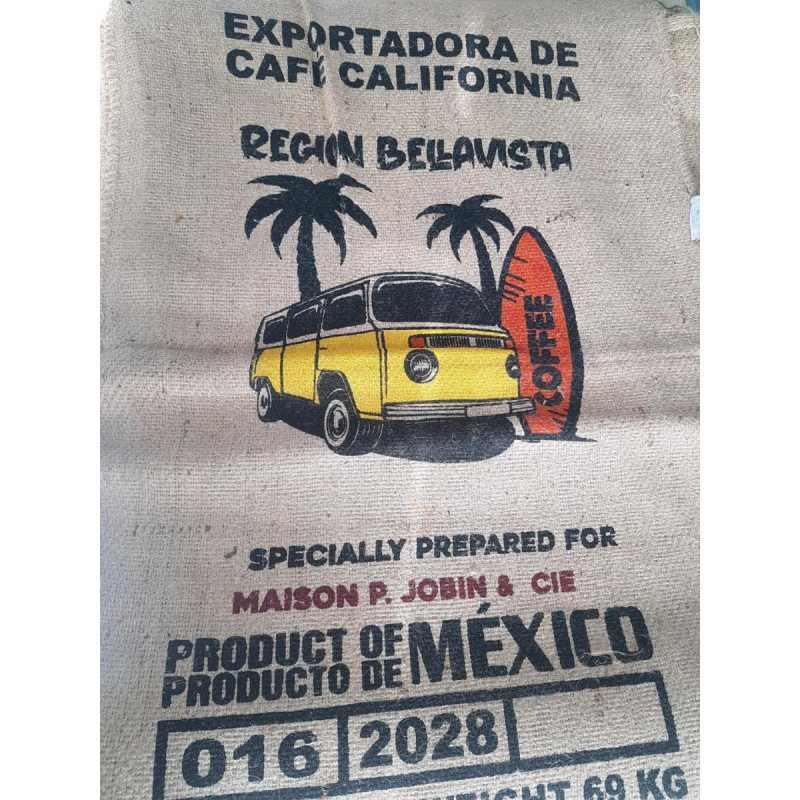 EXPORTADORA DE
CAFÉ CALIFORNIA
REGION BELLAVISTA
COFFEE
SPECIALLY PREPARED FOR
MAISON P. JOBIN & CIE
PRODUCT OF
PRODUCTO DE MÉXICO
016 2028
69 KG